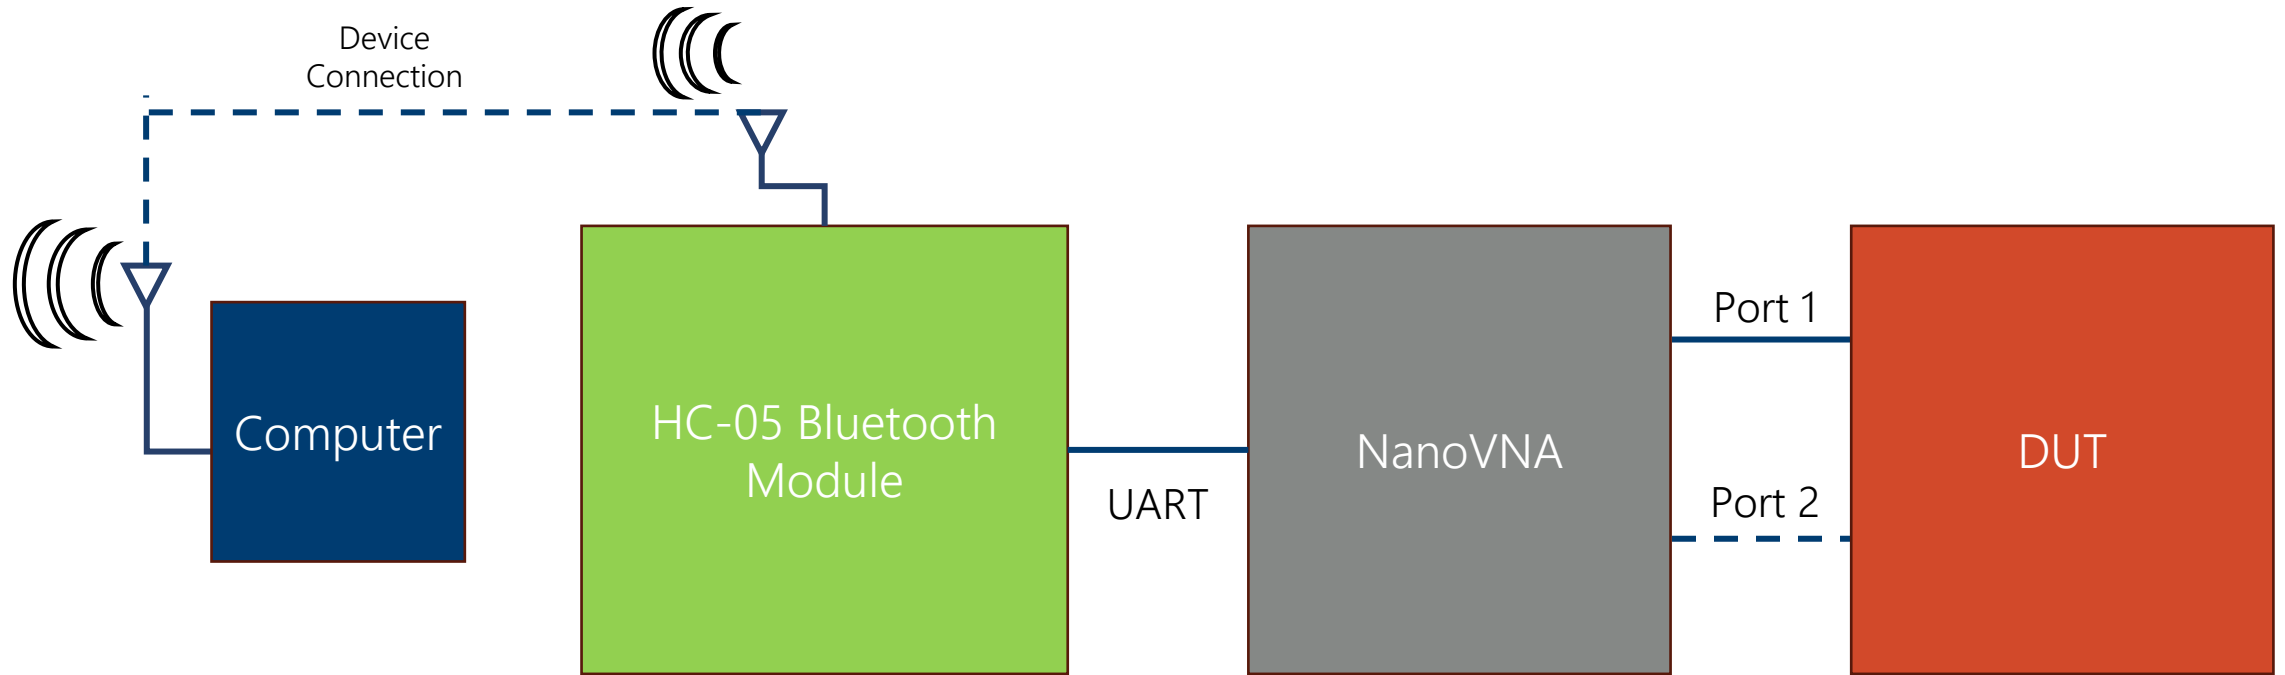 Device
Connection
Computer
HC-05 Bluetooth
Module
UART
NanoVNA
Port 1
Port 2
DUT